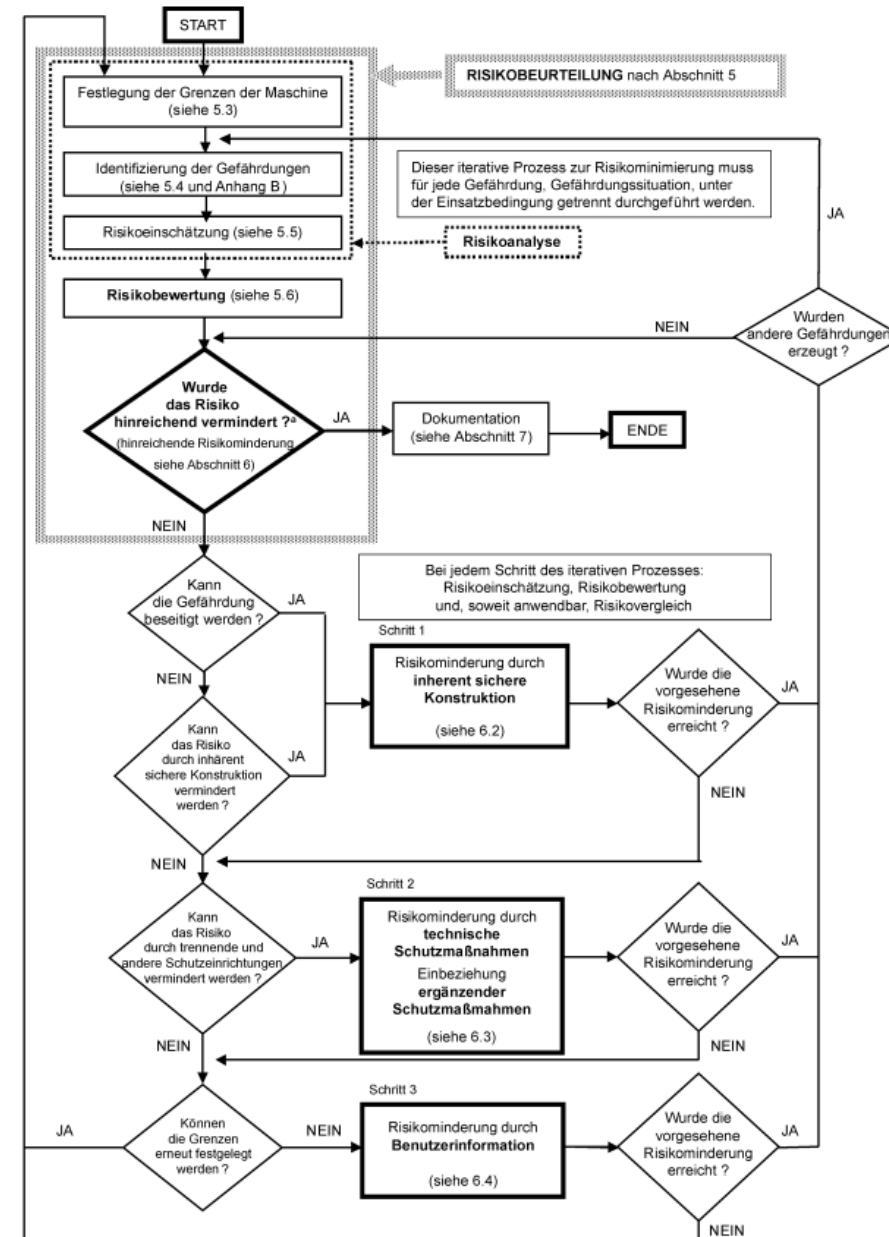 START
RISIKOBEURTEILUNG nach Abschnitt 5
Festlegung der Grenzen der Maschine
(siehe 5.3)
Identifizierung der Gefährdungen
(siehe 5.4 und Anhang B)
Dieser iterative Prozess zur Risikominimierung muss
für jede Gefährdung, Gefährdungssituation, unter
der Einsatzbedingung getrennt durchgeführt werden.
JA
Risikoeinschätzung (siehe 5.5)
Risikoanalyse
Risikobewertung (siehe 5.6)
NEIN
Wurden
andere Gefährdungen
erzeugt ?
Wurde
das Risiko
hinreichend vermindert ?ª
(hinreichende Risikominderung
siehe Abschnitt 6)
JA
Dokumentation
(siehe Abschnitt 7)
ENDE
NEIN
Kann
die Gefährdung
beseitigt werden ?
JA
Bei jedem Schritt des iterativen Prozesses:
Risikoeinschätzung, Risikobewertung
und, soweit anwendbar, Risikovergleich
NEIN
Schritt 1
Risikominderung durch
inherent sichere
Konstruktion
(siehe 6.2)
Wurde die
vorgesehene
Risikominderung
erreicht ?
JA
NEIN
Kann
das Risiko
durch inhärent
sichere Konstruktion
vermindert
werden ?
JA
NEIN
Schritt 2
Kann
das Risiko
durch trennende und
andere Schutzeinrichtungen
vermindert werden ?
JA
Risikominderung durch
technische
Schutzmaßnahmen
Einbeziehung
ergänzender
Schutzmaßmahmen
(siehe 6.3)
Wurde die
vorgesehene
Risikominderung
erreicht ?
JA
NEIN
NEIN
Schritt 3
JA
Können
die Grenzen
erneut festgelegt
werden ?
NEIN
Risikominderung durch
Benutzerinformation
(siehe 6.4)
Wurde die
vorgesehene
Risikominderung
erreicht ?
JA
NEIN